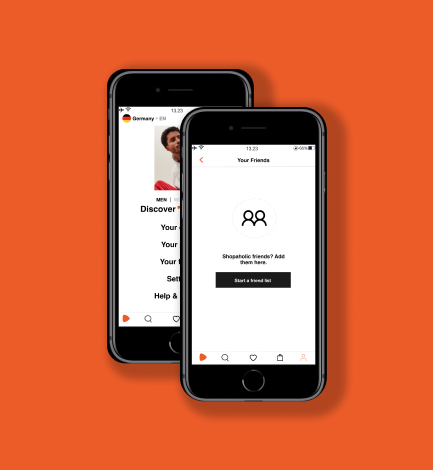 13.23
Germany • EN
MEN |
Discover
Your
Your
Your
Sett
Help &
13.23
66%
Your Friends
Shopaholic friends? Add
them here.
Start a friend list